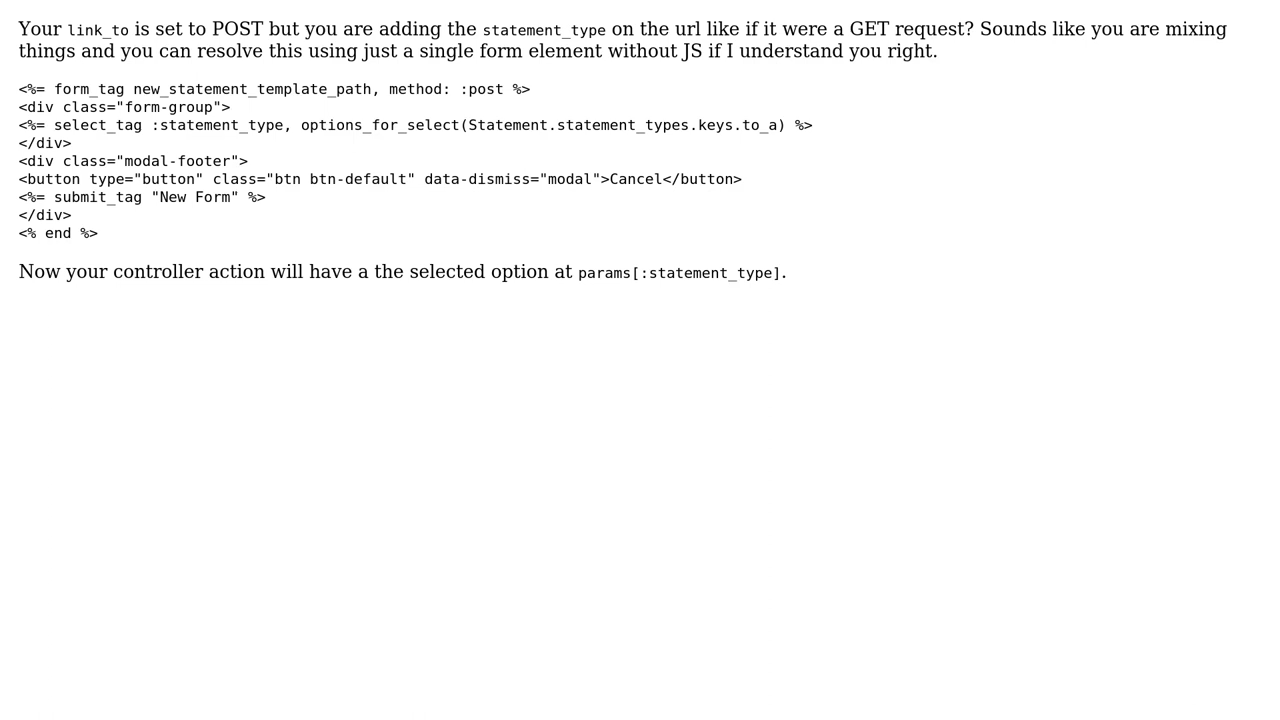 Your link_to is set to POST but you are adding the statement_type on the url like if it were a GET request? Sounds like you are mixing
things and you can resolve this using just a single form element without JS if I understand you right.
<%= form_tag new_statement_template_path, method: :post %>
<div class="form-group">
<%= select_tag :statement_type, options_for_select(Statement.statement_types.keys.to_a) %>
</div>
<div class="modal-footer">
<button type="button" class="btn btn-default" data-dismiss="modal">Cancel</button>
<%= submit_tag "New Form" %>
</div>
<% end %>
Now your controller action will have a the selected option at params[:statement_type].